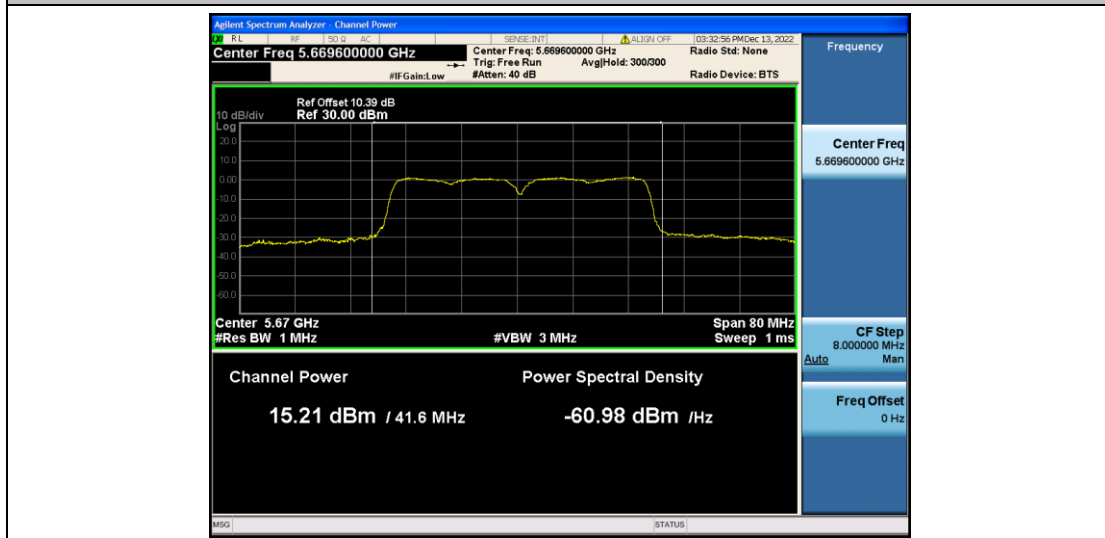 Agilent Spectrum Analyzer - Channel Power
RL RF 50 Ω AC SENSE:INT ALIGN OFF 03:32:56 PM Dec 13, 2022
Center Freq 5.669600000 GHz
Center Freq: 5.669600000 GHz
Radio Std: None
Trig: Free Run Avg|Hold: 300/300
#IFGain:Low #Atten: 40 dB Radio Device: BTS
Ref Offset 10.39 dB
10 dB/div Ref 30.00 dBm
Log
20.0
10.0
0.00
-10.0
-20.0
-30.0
-40.0
-50.0
-60.0
Center 5.67 GHz Span 80 MHz
#Res BW 1 MHz #VBW 3 MHz Sweep 1 ms
Channel Power Power Spectral Density
15.21 dBm / 41.6 MHz -60.98 dBm /Hz
MSG STATUS
Frequency
Center Freq
5.669600000 GHz
CF Step
8.000000 MHz
Auto Man
Freq Offset
0 Hz